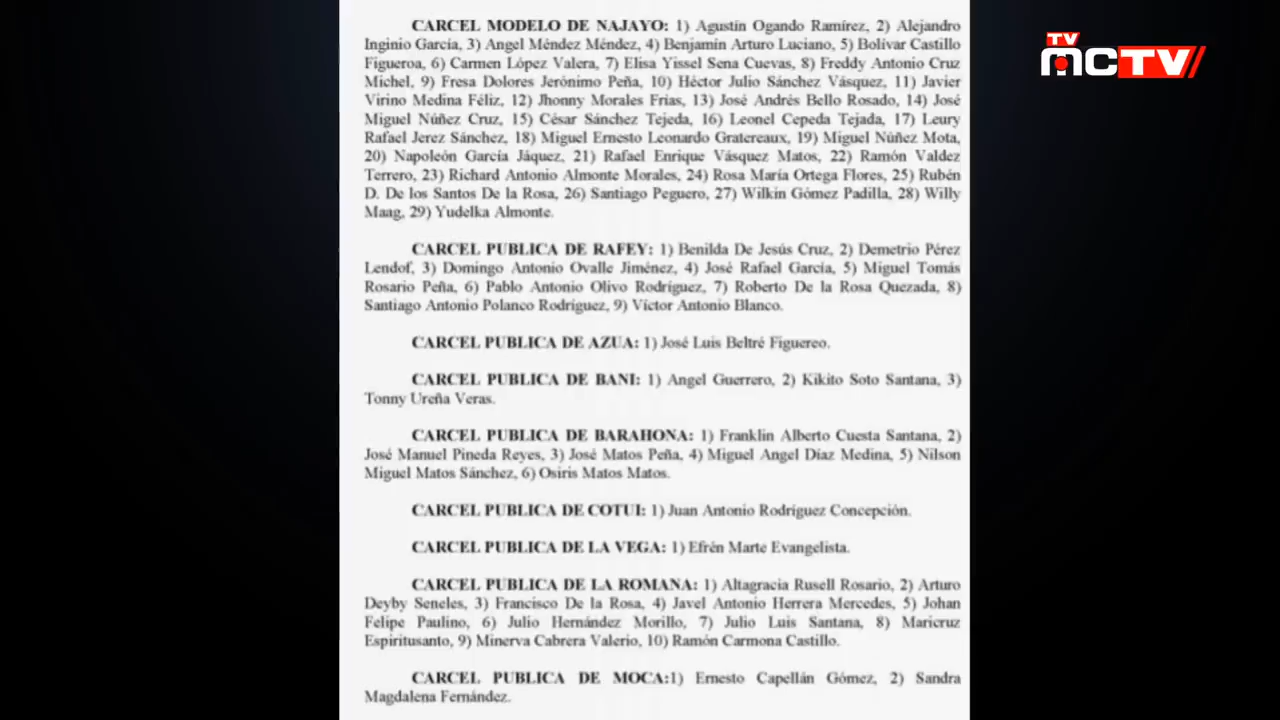 CARCEL MODELO DE NAJAYO: 1) Agustín Ogando Ramírez, 2) Alejandro
Inginio García, 3) Angel Méndez Méndez, 4) Benjamín Arturo Luciano, 5) Bolívar Castillo
Figueroa, 6) Carmen López Valera, 7) Elisa Yissel Sena Cuevas, 8) Freddy Antonio Cruz
Michel, 9) Fresa Dolores Jerónimo Peña, 10) Héctor Julio Sánchez Vásquez, 11) Javier
Virino Medina Féliz, 12) Jhonny Morales Frías, 13) José Andrés Bello Rosado, 14) José
Miguel Núñez Cruz, 15) César Sánchez Tejeda, 16) Leonel Cepeda Tejada, 17) Leury
Rafael Jerez Sánchez, 18) Miguel Ernesto Leonardo Gratereaux, 19) Miguel Núñez Mota,
20) Napoleón García Jáquez, 21) Rafael Enrique Vásquez Matos, 22) Ramón Valdez
Terrero, 23) Richard Antonio Almonte Morales, 24) Rosa María Ortega Flores, 25) Rubén
D. De los Santos De la Rosa, 26) Santiago Peguero, 27) Wilkin Gómez Padilla, 28) Willy
Maag, 29) Yudelka Almonte.
CARCEL PUBLICA DE RAFEY: 1) Benilda De Jesús Cruz, 2) Demetrio Pérez
Lendof, 3) Domingo Antonio Ovalle Jiménez, 4) José Rafael García, 5) Miguel Tomás
Rosario Peña, 6) Pablo Antonio Olivo Rodríguez, 7) Roberto De la Rosa Quezada, 8)
Santiago Antonio Polanco Rodríguez, 9) Víctor Antonio Blanco.
CARCEL PUBLICA DE AZUA: 1) José Luis Beltré Figuereo.
CARCEL PUBLICA DE BANI: 1) Angel Guerrero, 2) Kikito Soto Santana, 3)
Tonny Ureña Veras.
CARCEL PUBLICA DE BARAHONA: 1) Franklin Alberto Cuesta Santana, 2)
José Manuel Pineda Reyes, 3) José Matos Peña, 4) Miguel Angel Díaz Medina, 5) Nilson
Miguel Matos Sánchez, 6) Osiris Matos Matos.
CARCEL PUBLICA DE COTUI: 1) Juan Antonio Rodríguez Concepción.
CARCEL PUBLICA DE LA VEGA: 1) Efrén Marte Evangelista.
CARCEL PUBLICA DE LA ROMANA: 1) Altagracia Rusell Rosario, 2) Arturo
Deyby Seneles, 3) Francisco De la Rosa, 4) Javel Antonio Herrera Mercedes, 5) Johan
Felipe Paulino, 6) Julio Hernández Morillo, 7) Julio Luis Santana, 8) Maricruz
Espiritusanto, 9) Minerva Cabrera Valerio, 10) Ramón Carmona Castillo.
CARCEL PUBLICA DE MOCA:1) Ernesto Capellán Gómez, 2) Sandra
Magdalena Fernández.
TV
MCTV